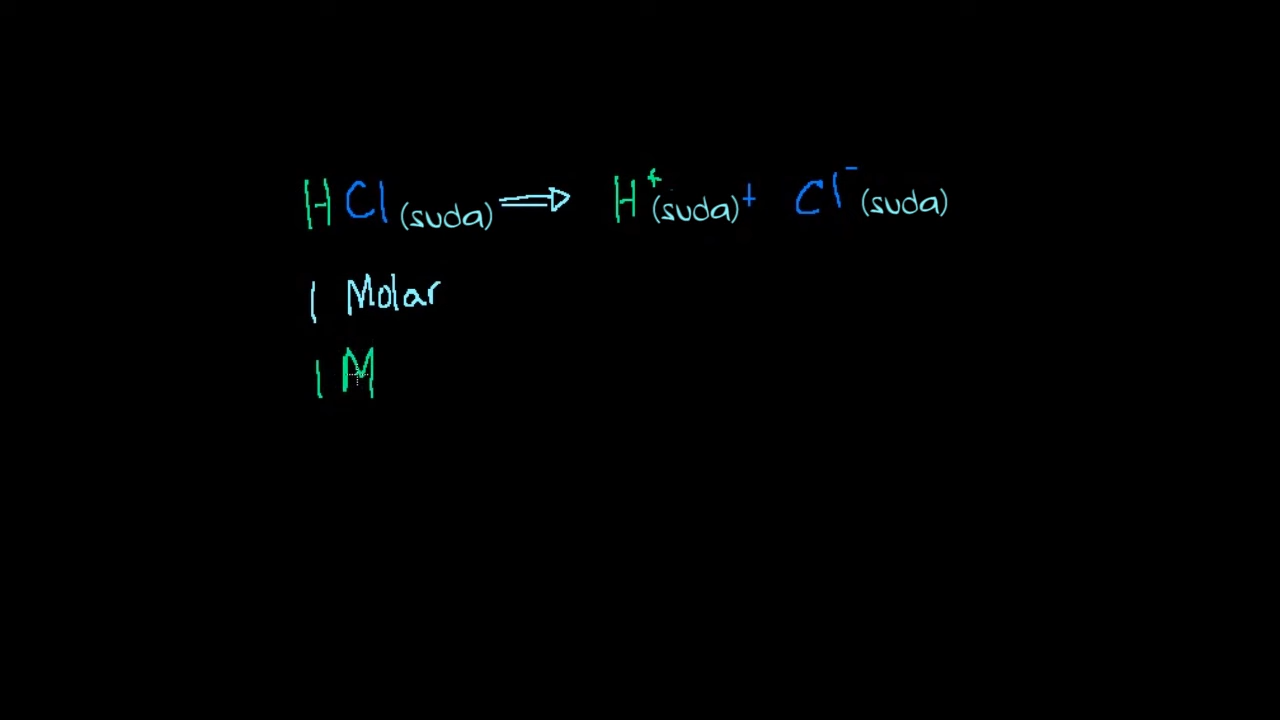 HCl(suda) ⇒ H⁺(suda) + Cl⁻(suda)
1 Molar
1 M